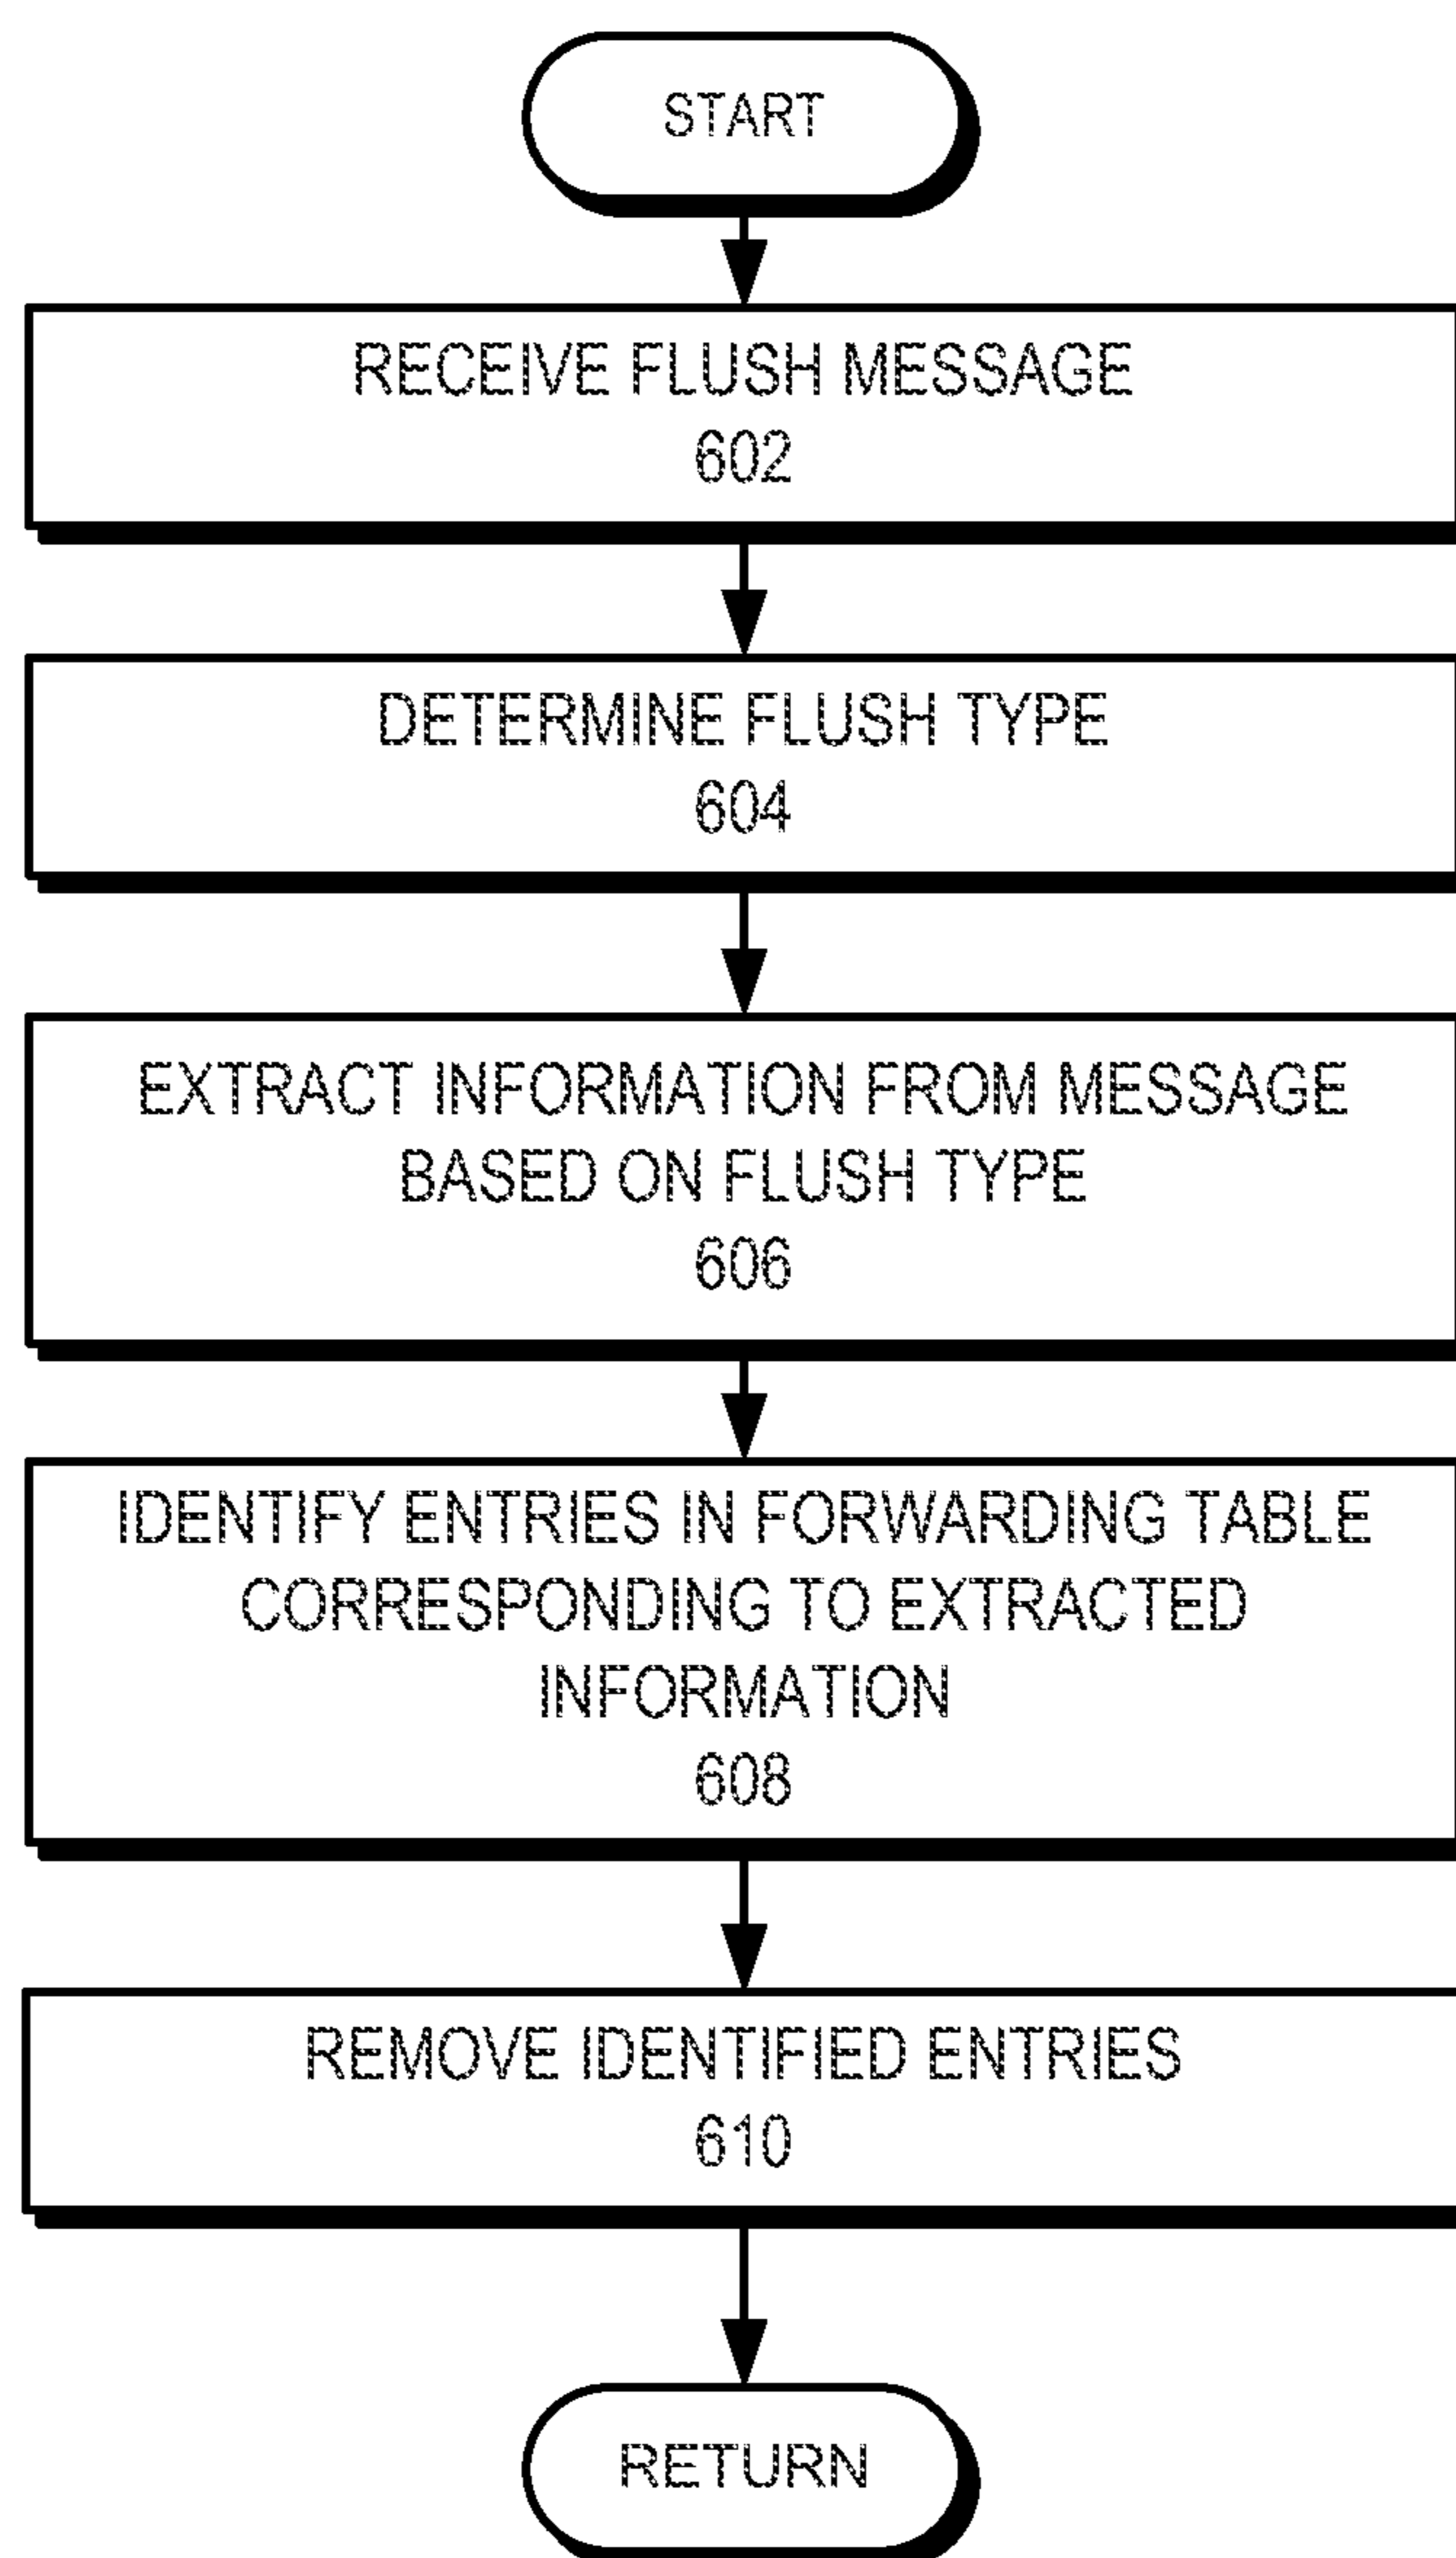 START
RECEIVE FLUSH MESSAGE
602
DETERMINE FLUSH TYPE
604
EXTRACT INFORMATION FROM MESSAGE
BASED ON FLUSH TYPE
606
IDENTIFY ENTRIES IN FORWARDING TABLE
CORRESPONDING TO EXTRACTED
INFORMATION
608
REMOVE IDENTIFIED ENTRIES
610
RETURN